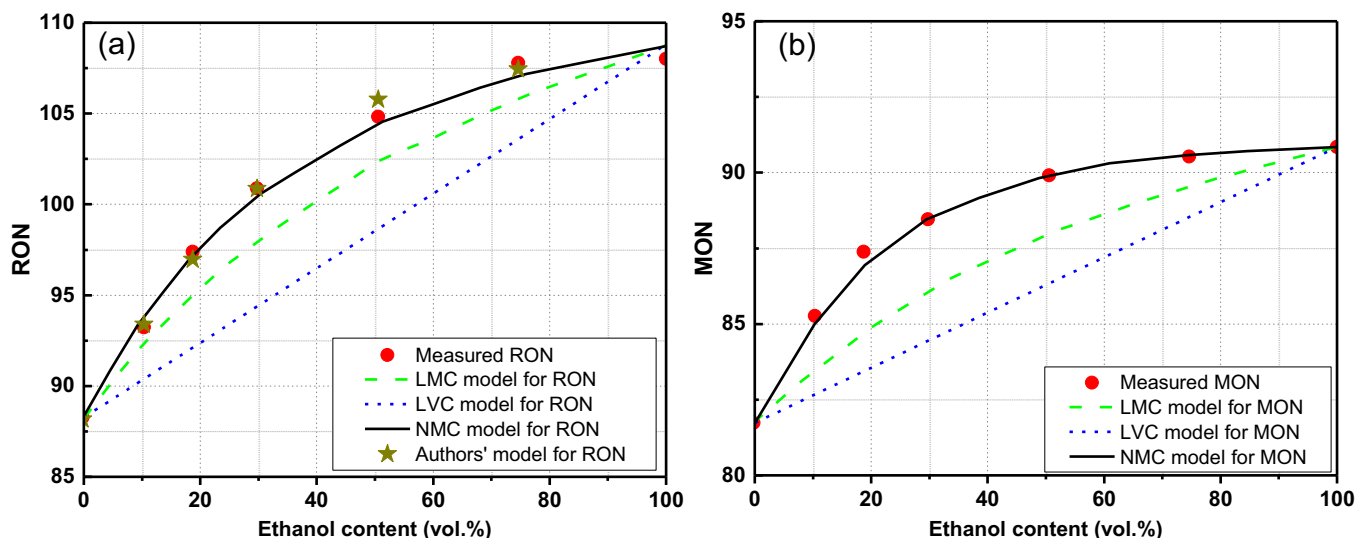 (a)
RON
110
105
100
95
90
85
0
20
40
60
80
100
Ethanol content (vol.%)
Measured RON
LMC model for RON
LVC model for RON
NMC model for RON
Authors' model for RON
(b)
MON
95
90
85
80
0
20
40
60
80
100
Ethanol content (vol.%)
Measured MON
LMC model for MON
LVC model for MON
NMC model for MON